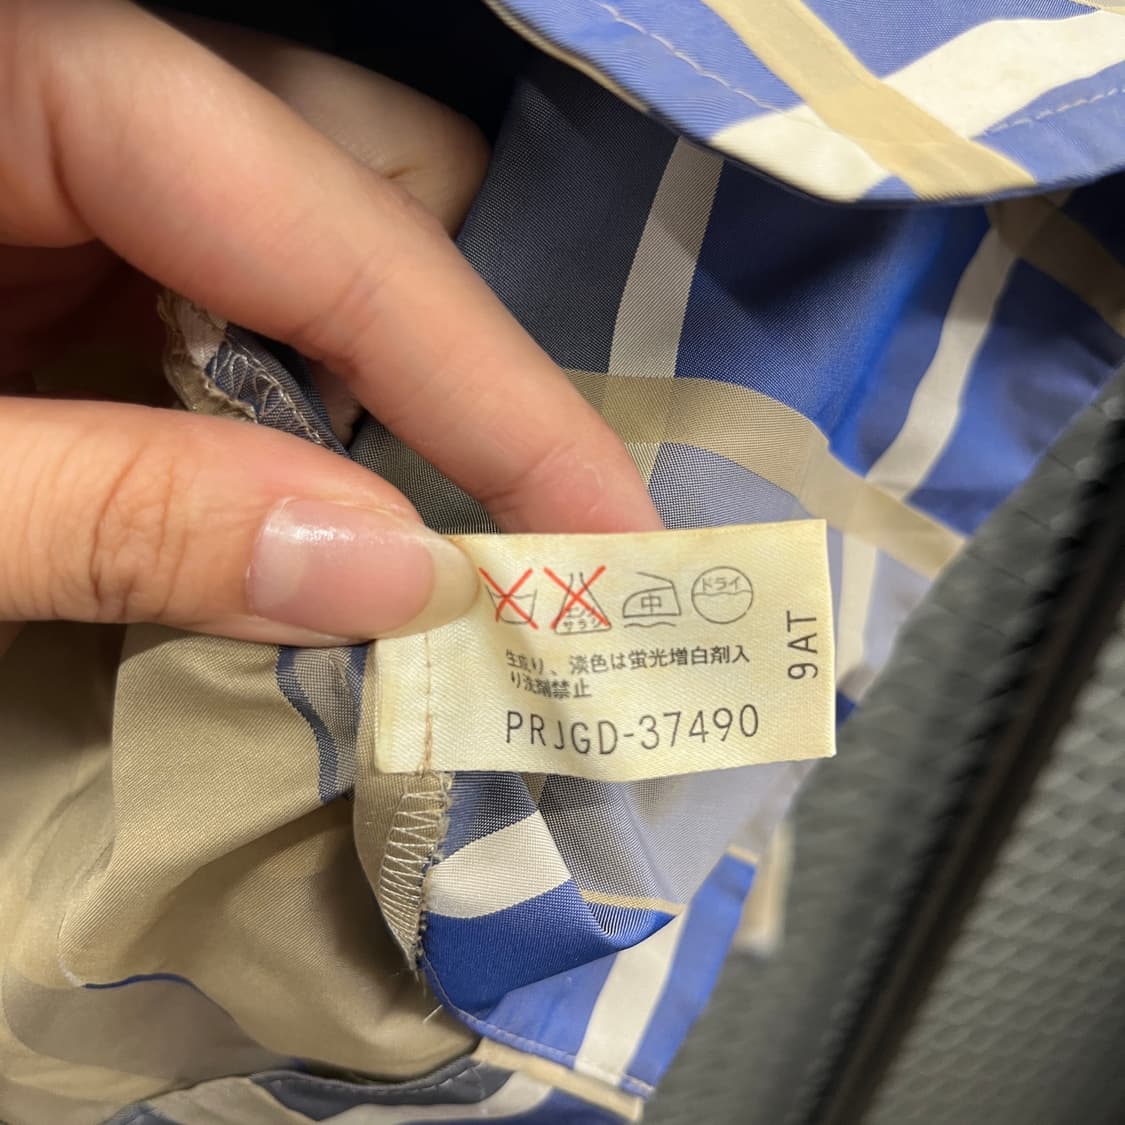 エンソサラシ
中
ドライ
生成り、淡色は蛍光増白剤入
り洗剤禁止
PRJGD-37490
9AT